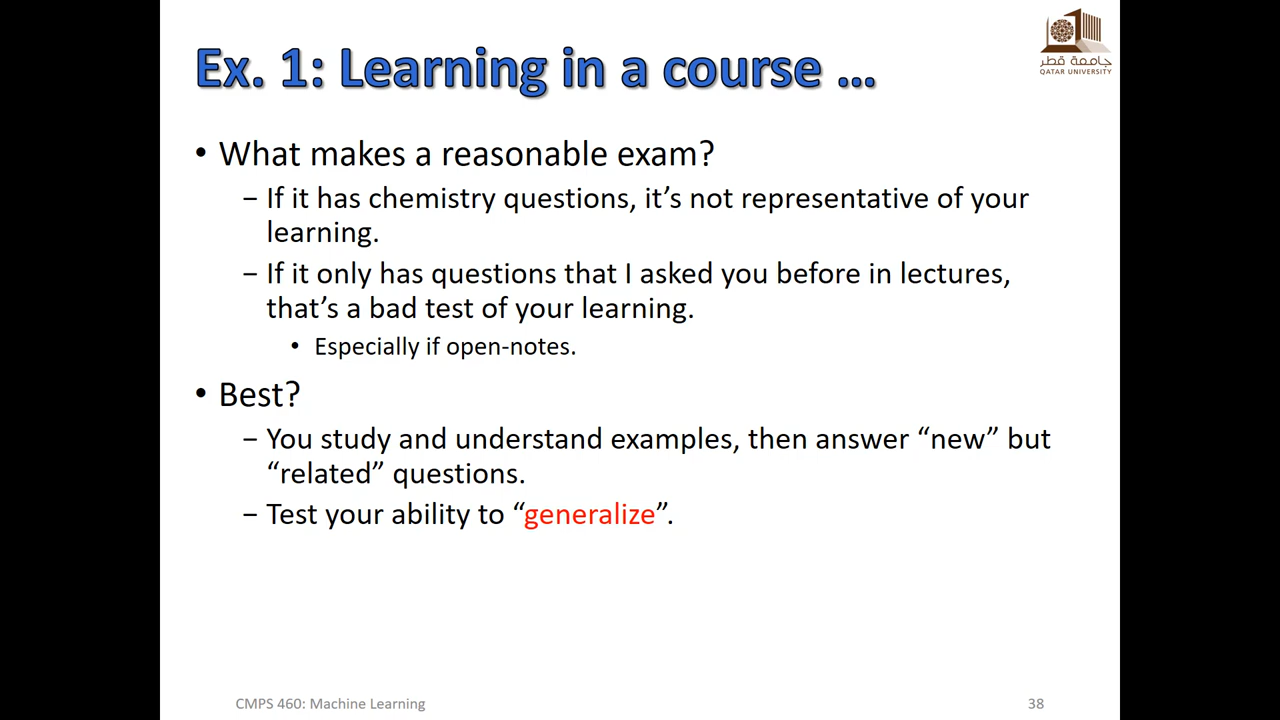 Ex. 1: Learning in a course …
جامعة قطر
QATAR UNIVERSITY
• What makes a reasonable exam?
– If it has chemistry questions, it’s not representative of your
learning.
– If it only has questions that I asked you before in lectures,
that’s a bad test of your learning.
• Especially if open-notes.
• Best?
– You study and understand examples, then answer “new” but
“related” questions.
– Test your ability to “generalize”.
CMPS 460: Machine Learning
38